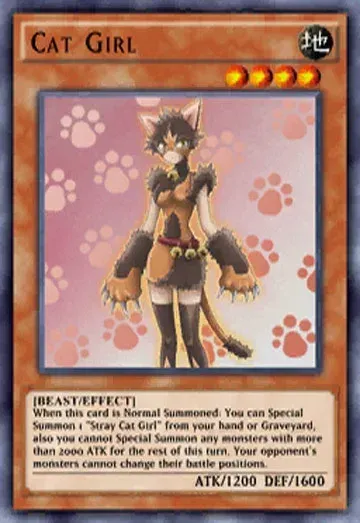 CAT GIRL
地
[BEAST/EFFECT]
When this card is Normal Summoned: You can Special
Summon 1 "Stray Cat Girl" from your hand or Graveyard,
also you cannot Special Summon any monsters with more
than 2000 ATK for the rest of this turn. Your opponent's
monsters cannot change their battle positions.
ATK/1200 DEF/1600